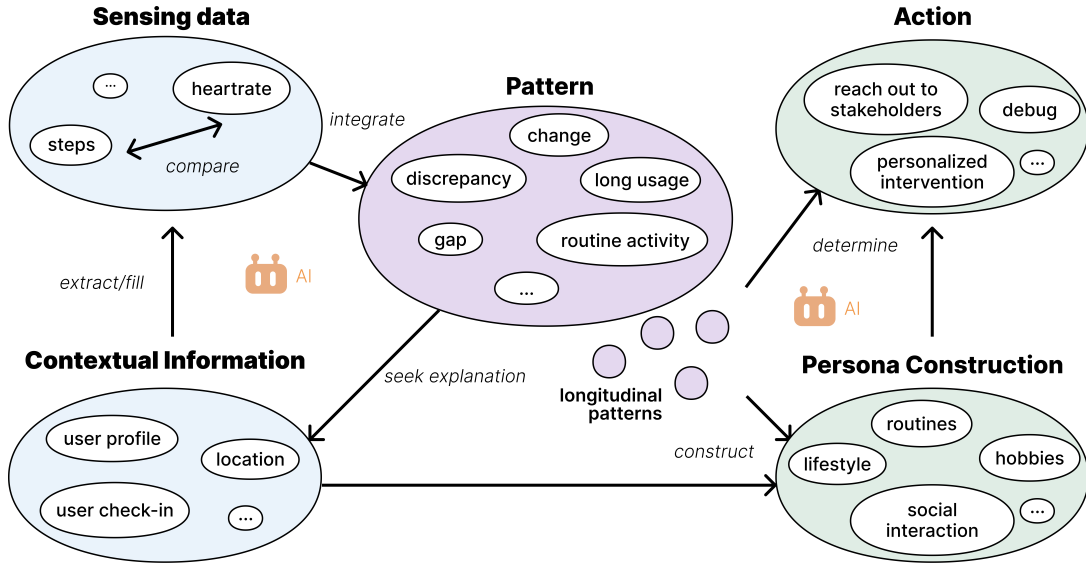 Sensing data
...
heartrate
steps
compare
integrate
Pattern
change
discrepancy
long usage
gap
routine activity
...
Action
reach out to
stakeholders
debug
personalized
intervention
...
extract/fill
AI
determine
AI
Contextual Information
seek explanation
longitudinal
patterns
Persona Construction
user profile
location
user check-in
...
construct
routines
lifestyle
hobbies
social
interaction
...